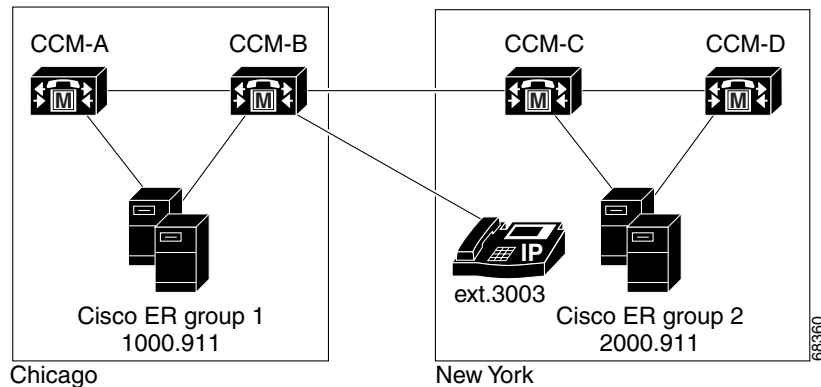 CCM-A
CCM-B
CCM-C
CCM-D
M
M
M
M
IP
ext.3003
Cisco ER group 1
1000.911
Cisco ER group 2
2000.911
68360
Chicago
New York